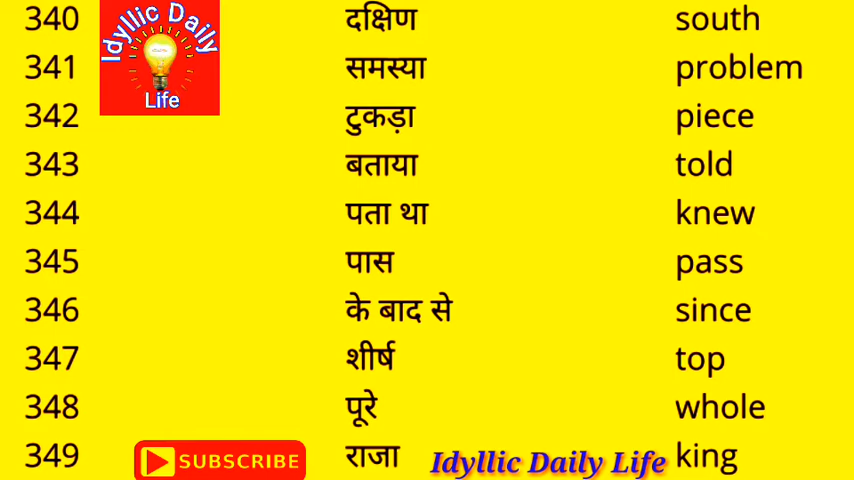 340 दक्षिण south
Idyllic Daily
Life
341 समस्या problem
342 टुकड़ा piece
343 बताया told
344 पता था knew
345 पास pass
346 के बाद से since
347 शीर्ष top
348 पूरे whole
349 SUBSCRIBE राजा Idyllic Daily Life king